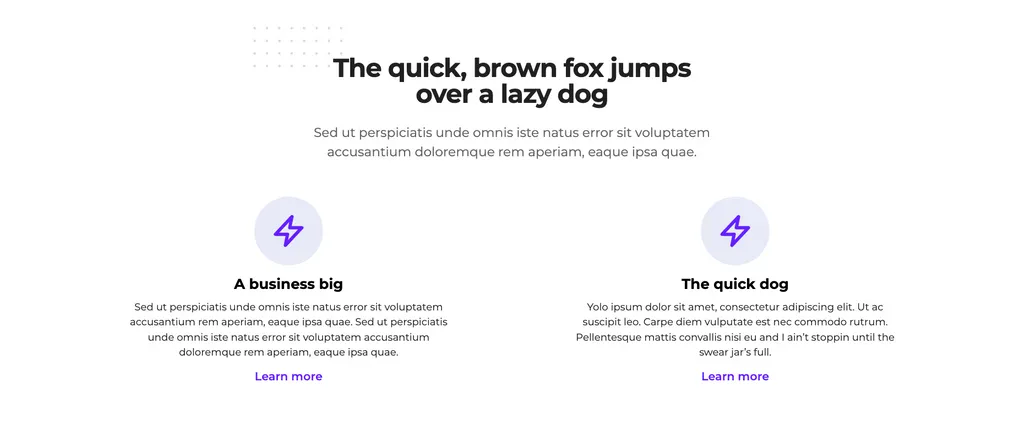 The quick, brown fox jumps
over a lazy dog
Sed ut perspiciatis unde omnis iste natus error sit voluptatem
accusantium doloremque rem aperiam, eaque ipsa quae.
A business big
Sed ut perspiciatis unde omnis iste natus error sit voluptatem
accusantium rem aperiam, eaque ipsa quae. Sed ut perspiciatis
unde omnis iste natus error sit voluptatem accusantium
doloremque rem aperiam, eaque ipsa quae.
Learn more
The quick dog
Yolo ipsum dolor sit amet, consectetur adipiscing elit. Ut ac
suscipit leo. Carpe diem vulputate est nec commodo rutrum.
Pellentesque mattis convallis nisi eu and I ain’t stoppin until the
swear jar’s full.
Learn more